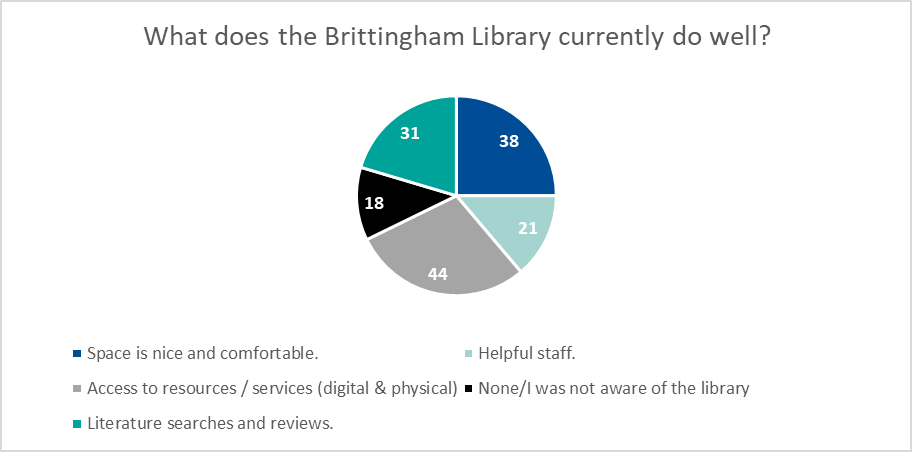 What does the Brittingham Library currently do well?
31
38
18
21
44
Space is nice and comfortable.
Helpful staff.
Access to resources / services (digital & physical)
None/I was not aware of the library
Literature searches and reviews.